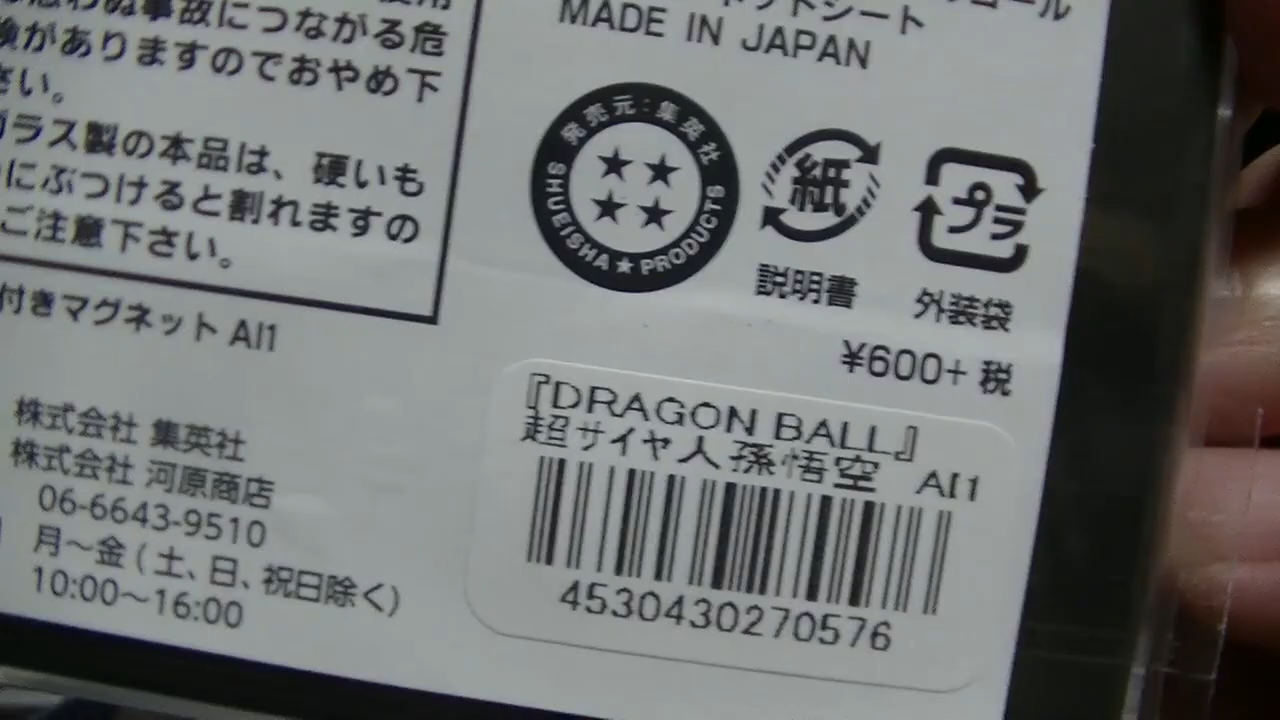 事故につながる危
険がありますのでおやめ下
さい。
ガラス製の本品は、硬いも
にぶつけると割れますの
ご注意下さい。
付きマグネット AI1
株式会社 集英社
株式会社 河原商店
06-6643-9510
月～金(土、日、祝日除く)
10:00～16:00
MADE IN JAPAN
発売元:集英社
SHUEISHA★PRODUCTS
紙
説明書
プラ
外装袋
¥600+税
『DRAGON BALL』
超サイヤ人孫悟空 AI1
4530430270576